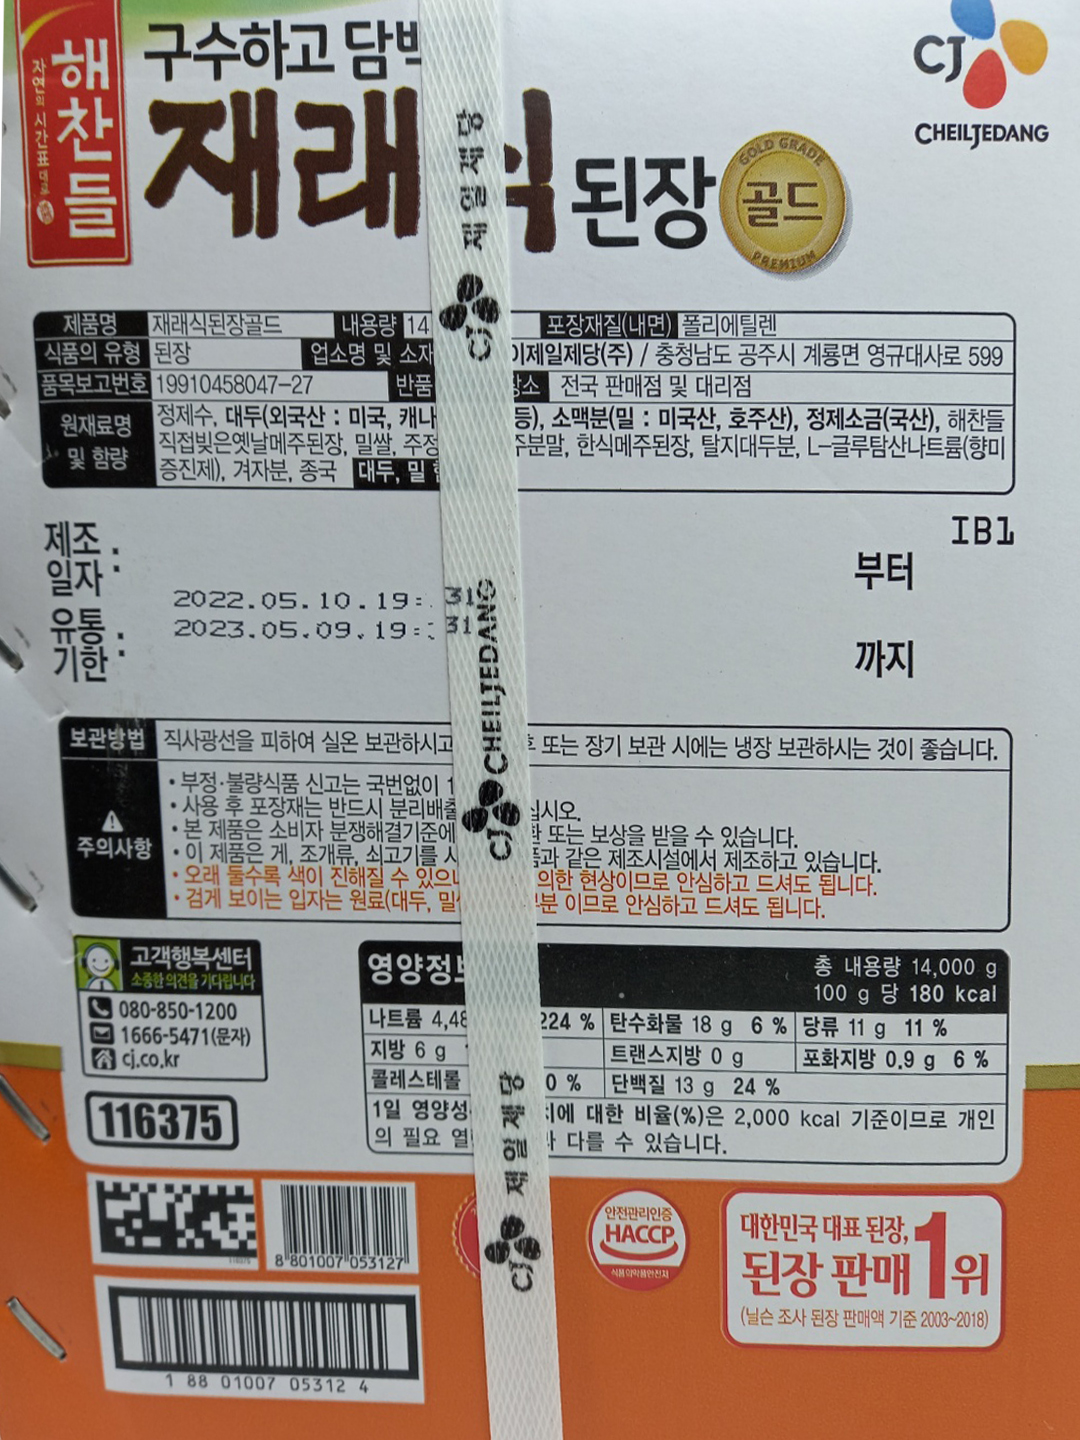 해찬들
자연의 시간표대로
구수하고 담백
재래식 된장
GOLD GRADE
골드
PREMIUM
CJ
CHEILJEDANG
제품명 재래식된장골드 내용량 14 포장재질(내면) 폴리에틸렌
식품의 유형 된장 업소명 및 소재 이제일제당(주) / 충청남도 공주시 계룡면 영규대사로 599
품목보고번호 19910458047-27 반품 장소 전국 판매점 및 대리점
원재료명 및 함량
정제수, 대두(외국산 : 미국, 캐나 등), 소맥분(밀 : 미국산, 호주산), 정제소금(국산), 해찬들
직접빚은옛날메주된장, 밀쌀, 주정 주분말, 한식메주된장, 탈지대두분, L-글루탐산나트륨(향미
증진제), 겨자분, 종국 대두, 밀
IB1
제조일자 : 2022.05.10.19: 31 부터
유통기한 : 2023.05.09.19: 31 까지
보관방법 직사광선을 피하여 실온 보관하시고 후 또는 장기 보관 시에는 냉장 보관하시는 것이 좋습니다.
주의사항
• 부정·불량식품 신고는 국번없이 1
• 사용 후 포장재는 반드시 분리배출 십시오.
• 본 제품은 소비자 분쟁해결기준에 환 또는 보상을 받을 수 있습니다.
• 이 제품은 게, 조개류, 쇠고기를 사 품과 같은 제조시설에서 제조하고 있습니다.
• 오래 둘수록 색이 진해질 수 있으나 의한 현상이므로 안심하고 드셔도 됩니다.
• 검게 보이는 입자는 원료(대두, 밀 부분 이므로 안심하고 드셔도 됩니다.
고객행복센터
소중한 의견을 기다립니다
080-850-1200
1666-5471(문자)
cj.co.kr
116375
영양정보 총 내용량 14,000 g
100 g 당 180 kcal
나트륨 4,48 224 % 탄수화물 18 g 6 % 당류 11 g 11 %
지방 6 g 트랜스지방 0 g 포화지방 0.9 g 6 %
콜레스테롤 0 % 단백질 13 g 24 %
1일 영양성 치에 대한 비율(%)은 2,000 kcal 기준이므로 개인
의 필요 열 라 다를 수 있습니다.
8 801007 053127
1 88 01007 05312 4
안전관리인증
HACCP
식품의약품안전처
대한민국 대표 된장,
된장 판매 1위
(닐슨 조사 된장 판매액 기준 2003~2018)
제일제당
CJ
CJ CHEILJEDANG
제일제당
CJ